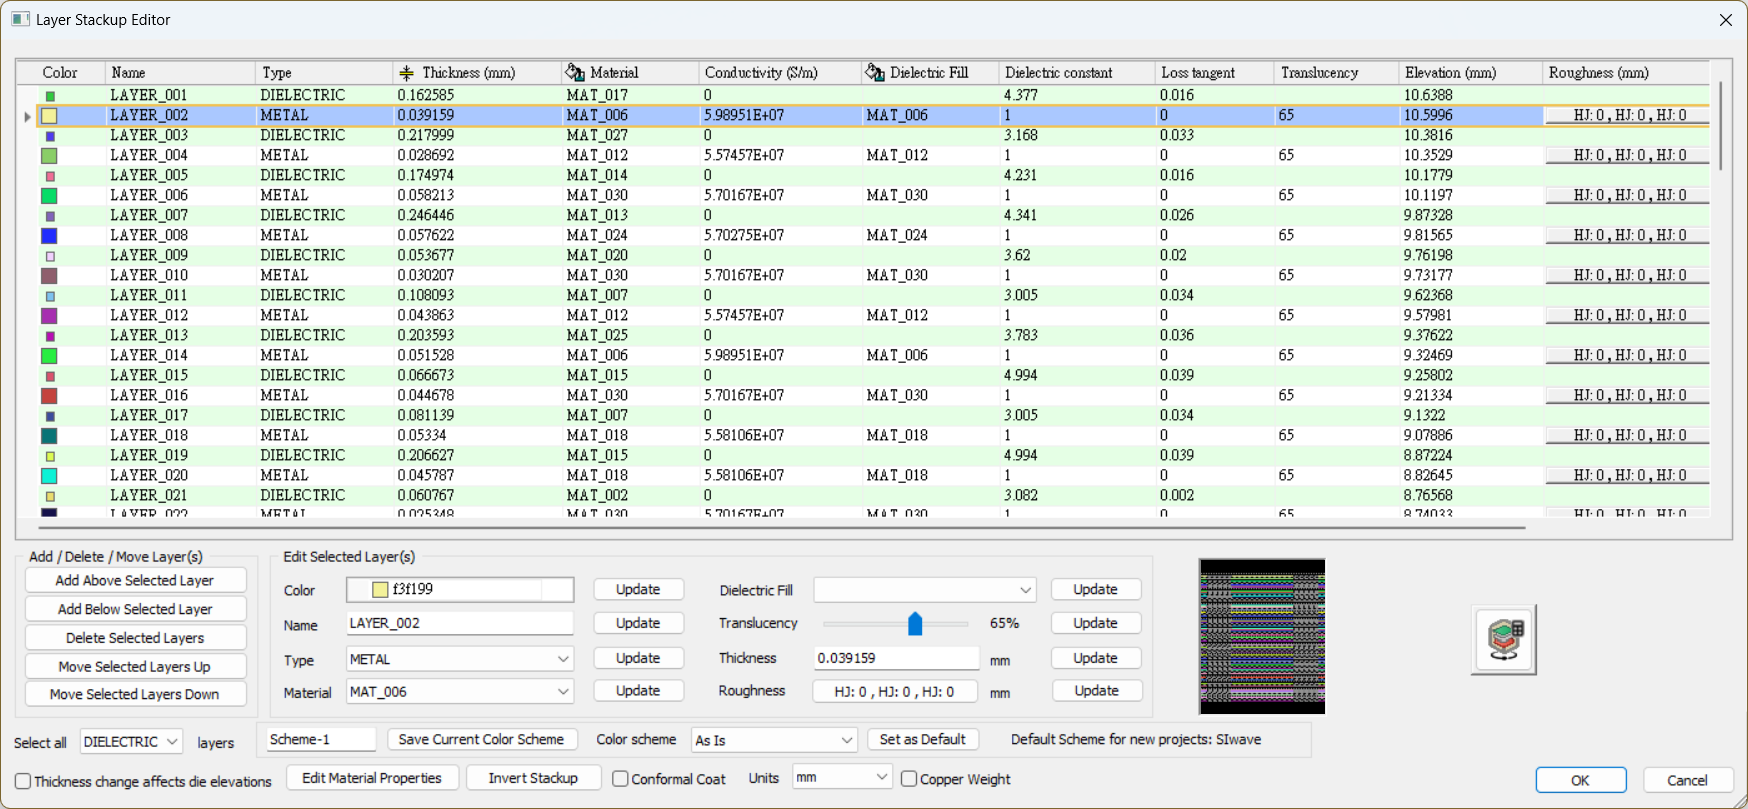 Layer Stackup Editor
Color Name Type Thickness (mm) Material Conductivity (S/m) Dielectric Fill Dielectric constant Loss tangent Translucency Elevation (mm) Roughness (mm)
LAYER_001 DIELECTRIC 0.162585 MAT_017 0 4.377 0.016 10.6388
LAYER_002 METAL 0.039159 MAT_006 5.98951E+07 MAT_006 1 0 65 10.5996 HJ: 0 , HJ: 0 , HJ: 0
LAYER_003 DIELECTRIC 0.217999 MAT_027 0 3.168 0.033 10.3816
LAYER_004 METAL 0.028692 MAT_012 5.57457E+07 MAT_012 1 0 65 10.3529 HJ: 0 , HJ: 0 , HJ: 0
LAYER_005 DIELECTRIC 0.174974 MAT_014 0 4.231 0.016 10.1779
LAYER_006 METAL 0.058213 MAT_030 5.70167E+07 MAT_030 1 0 65 10.1197 HJ: 0 , HJ: 0 , HJ: 0
LAYER_007 DIELECTRIC 0.246446 MAT_013 0 4.341 0.026 9.87328
LAYER_008 METAL 0.057622 MAT_024 5.70275E+07 MAT_024 1 0 65 9.81565 HJ: 0 , HJ: 0 , HJ: 0
LAYER_009 DIELECTRIC 0.053677 MAT_020 0 3.62 0.02 9.76198
LAYER_010 METAL 0.030207 MAT_030 5.70167E+07 MAT_030 1 0 65 9.73177 HJ: 0 , HJ: 0 , HJ: 0
LAYER_011 DIELECTRIC 0.108093 MAT_007 0 3.005 0.034 9.62368
LAYER_012 METAL 0.043863 MAT_012 5.57457E+07 MAT_012 1 0 65 9.57981 HJ: 0 , HJ: 0 , HJ: 0
LAYER_013 DIELECTRIC 0.203593 MAT_025 0 3.783 0.036 9.37622
LAYER_014 METAL 0.051528 MAT_006 5.98951E+07 MAT_006 1 0 65 9.32469 HJ: 0 , HJ: 0 , HJ: 0
LAYER_015 DIELECTRIC 0.066673 MAT_015 0 4.994 0.039 9.25802
LAYER_016 METAL 0.044678 MAT_030 5.70167E+07 MAT_030 1 0 65 9.21334 HJ: 0 , HJ: 0 , HJ: 0
LAYER_017 DIELECTRIC 0.081139 MAT_007 0 3.005 0.034 9.1322
LAYER_018 METAL 0.05334 MAT_018 5.58106E+07 MAT_018 1 0 65 9.07886 HJ: 0 , HJ: 0 , HJ: 0
LAYER_019 DIELECTRIC 0.206627 MAT_015 0 4.994 0.039 8.87224
LAYER_020 METAL 0.045787 MAT_018 5.58106E+07 MAT_018 1 0 65 8.82645 HJ: 0 , HJ: 0 , HJ: 0
LAYER_021 DIELECTRIC 0.060767 MAT_002 0 3.082 0.002 8.76568
LAYER_022 METAL 0.025348 MAT_030 5.70167E+07 MAT_030 1 0 65 8.74033 HJ: 0 , HJ: 0 , HJ: 0
Add / Delete / Move Layer(s)
Add Above Selected Layer
Add Below Selected Layer
Delete Selected Layers
Move Selected Layers Up
Move Selected Layers Down
Edit Selected Layer(s)
Color f3f199 Update Dielectric Fill Update
Name LAYER_002 Update Translucency 65% Update
Type METAL Update Thickness 0.039159 mm Update
Material MAT_006 Update Roughness HJ: 0 , HJ: 0 , HJ: 0 mm Update
Select all DIELECTRIC layers Scheme-1 Save Current Color Scheme Color scheme As Is Set as Default Default Scheme for new projects: SIwave
Thickness change affects die elevations Edit Material Properties Invert Stackup Conformal Coat Units mm Copper Weight OK Cancel